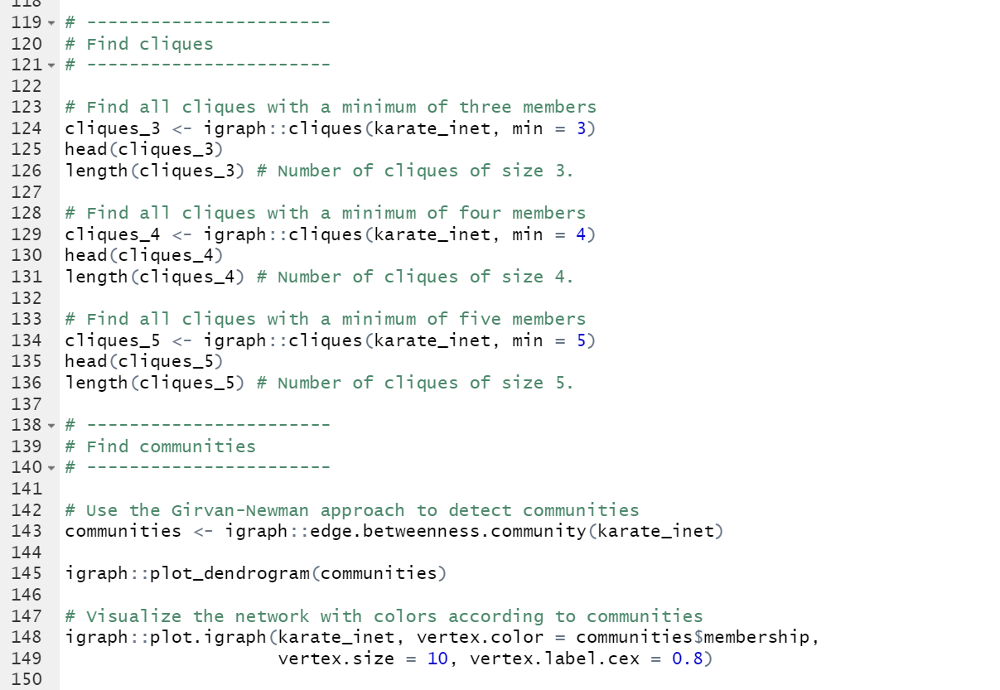 118
119 # -----------------------
120 # Find cliques
121 # -----------------------
122
123 # Find all cliques with a minimum of three members
124 cliques_3 <- igraph::cliques(karate_inet, min = 3)
125 head(cliques_3)
126 length(cliques_3) # Number of cliques of size 3.
127
128 # Find all cliques with a minimum of four members
129 cliques_4 <- igraph::cliques(karate_inet, min = 4)
130 head(cliques_4)
131 length(cliques_4) # Number of cliques of size 4.
132
133 # Find all cliques with a minimum of five members
134 cliques_5 <- igraph::cliques(karate_inet, min = 5)
135 head(cliques_5)
136 length(cliques_5) # Number of cliques of size 5.
137
138 # -----------------------
139 # Find communities
140 # -----------------------
141
142 # Use the Girvan-Newman approach to detect communities
143 communities <- igraph::edge.betweenness.community(karate_inet)
144
145 igraph::plot_dendrogram(communities)
146
147 # Visualize the network with colors according to communities
148 igraph::plot.igraph(karate_inet, vertex.color = communities$membership,
149                     vertex.size = 10, vertex.label.cex = 0.8)
150